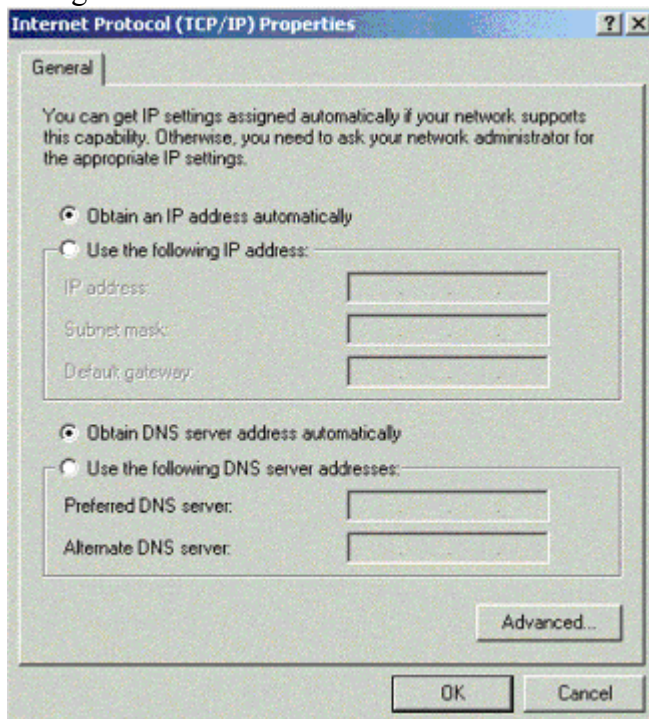 Internet Protocol (TCP/IP) Properties
General
You can get IP settings assigned automatically if your network supports
this capability. Otherwise, you need to ask your network administrator for
the appropriate IP settings.
Obtain an IP address automatically
Use the following IP address:
IP address:
Subnet mask:
Default gateway:
Obtain DNS server address automatically
Use the following DNS server addresses:
Preferred DNS server:
Alternate DNS server:
Advanced...
OK Cancel